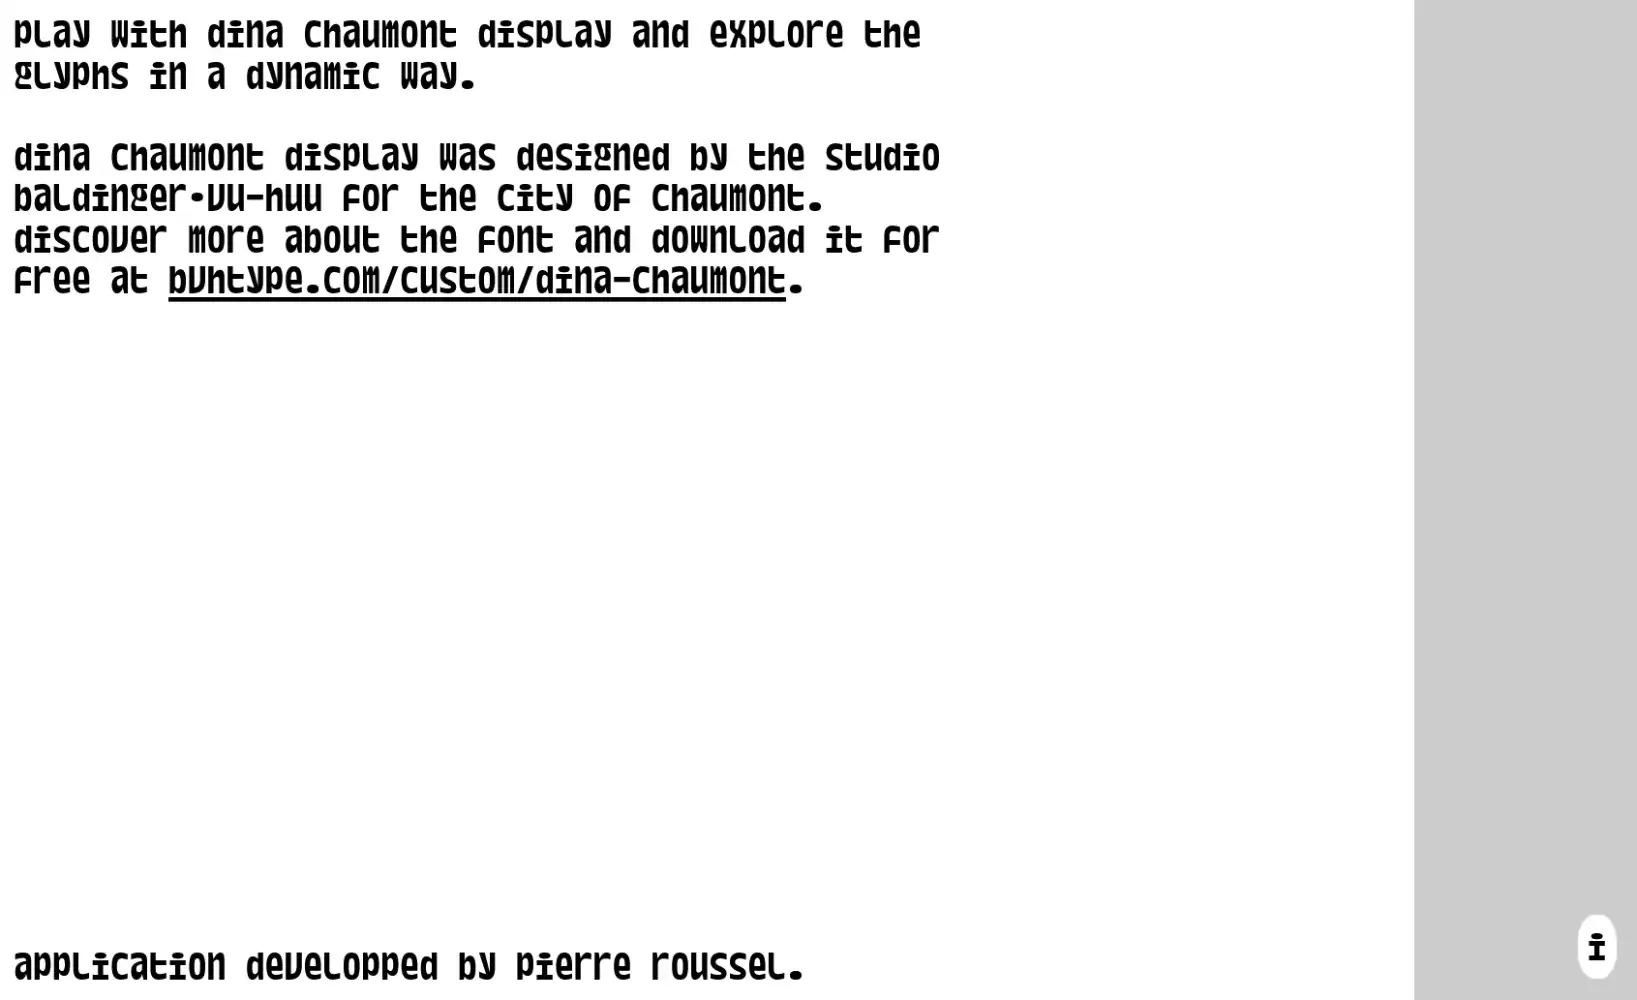 play with dina chaumont display and explore the
glyphs in a dynamic way.
dina chaumont display was designed by the studio
baldinger•vu-huu for the city of chaumont.
discover more about the font and download it for
free at bvhtype.com/custom/dina-chaumont.
application developped by pierre roussel.
i